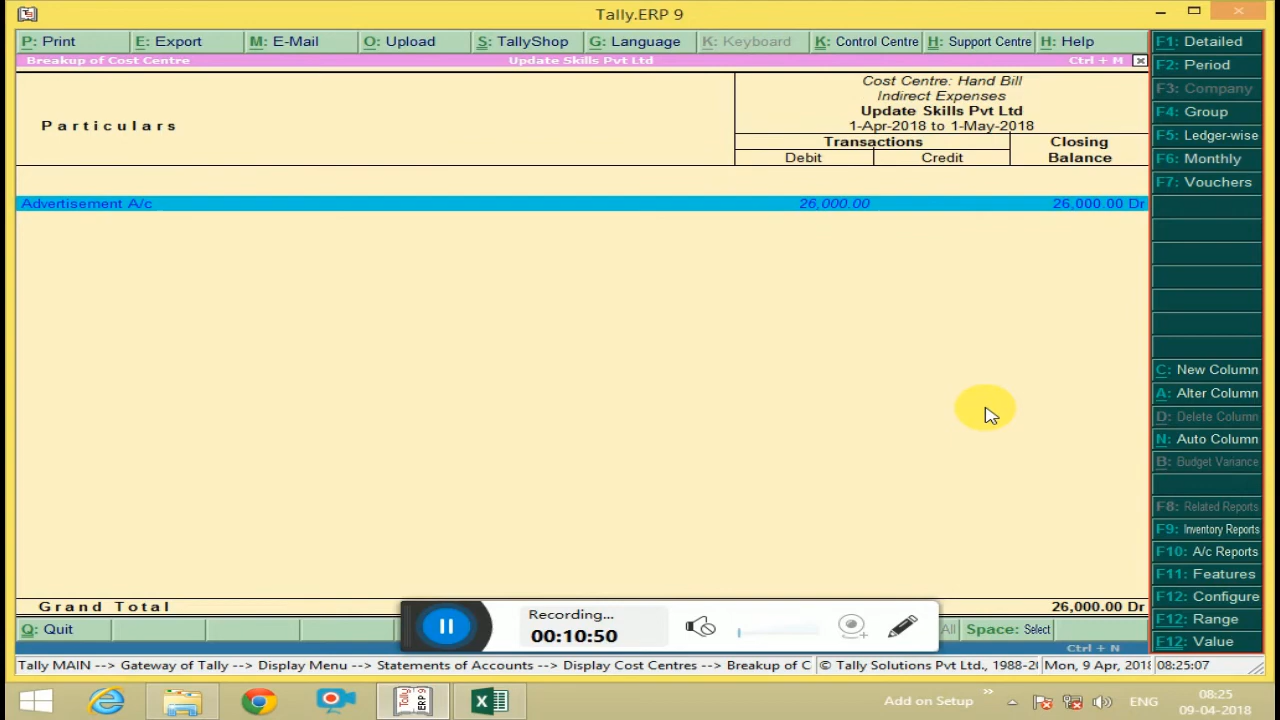 Tally.ERP 9
P: Print E: Export M: E-Mail O: Upload S: TallyShop G: Language K: Keyboard K: Control Centre H: Support Centre H: Help
Breakup of Cost Centre Update Skills Pvt Ltd Ctrl + M
Particulars
Cost Centre: Hand Bill
Indirect Expenses
Update Skills Pvt Ltd
1-Apr-2018 to 1-May-2018
Transactions Closing
Debit Credit Balance
Advertisement A/c 26,000.00 26,000.00 Dr
Grand Total 26,000.00 Dr
F1: Detailed
F2: Period
F3: Company
F4: Group
F5: Ledger-wise
F6: Monthly
F7: Vouchers
C: New Column
A: Alter Column
D: Delete Column
N: Auto Column
B: Budget Variance
F8: Related Reports
F9: Inventory Reports
F10: A/c Reports
F11: Features
F12: Configure
F12: Range
F12: Value
Recording...
00:10:50
Q: Quit All Space: Select
Ctrl + N
Tally MAIN --> Gateway of Tally --> Display Menu --> Statements of Accounts --> Display Cost Centres --> Breakup of C © Tally Solutions Pvt Ltd., 1988-2 Mon, 9 Apr, 201 08:25:07
Tally ERP 9
Add on Setup » ENG 08:25
09-04-2018